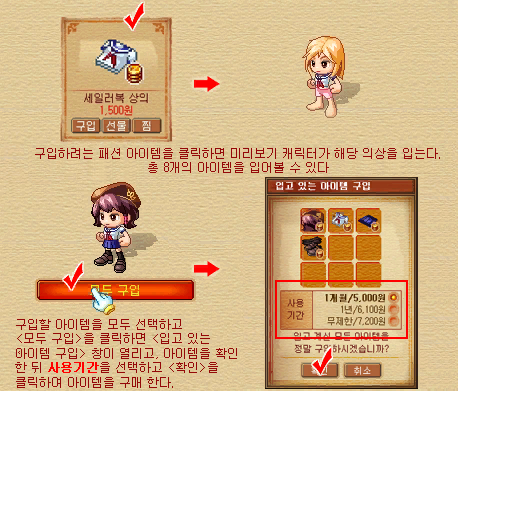 세일러복 상의
1,500원
구입 선물 찜
구입하려는 패션 아이템을 클릭하면 미리보기 캐릭터가 해당 의상을 입는다.
총 8개의 아이템을 입어볼 수 있다
모두 구입
구입할 아이템을 모두 선택하고
<모두 구입>을 클릭하면 <입고 있는
아이템 구입> 창이 열리고, 아이템을 확인
한 뒤 사용기간을 선택하고 <확인>을
클릭하여 아이템을 구매 한다.
입고 있는 아이템 구입
사용
기간
1개월/5,000원
1년/6,100원
무제한/7,200원
입고 계신 모든 아이템을
정말 구입하시겠습니까?
취소